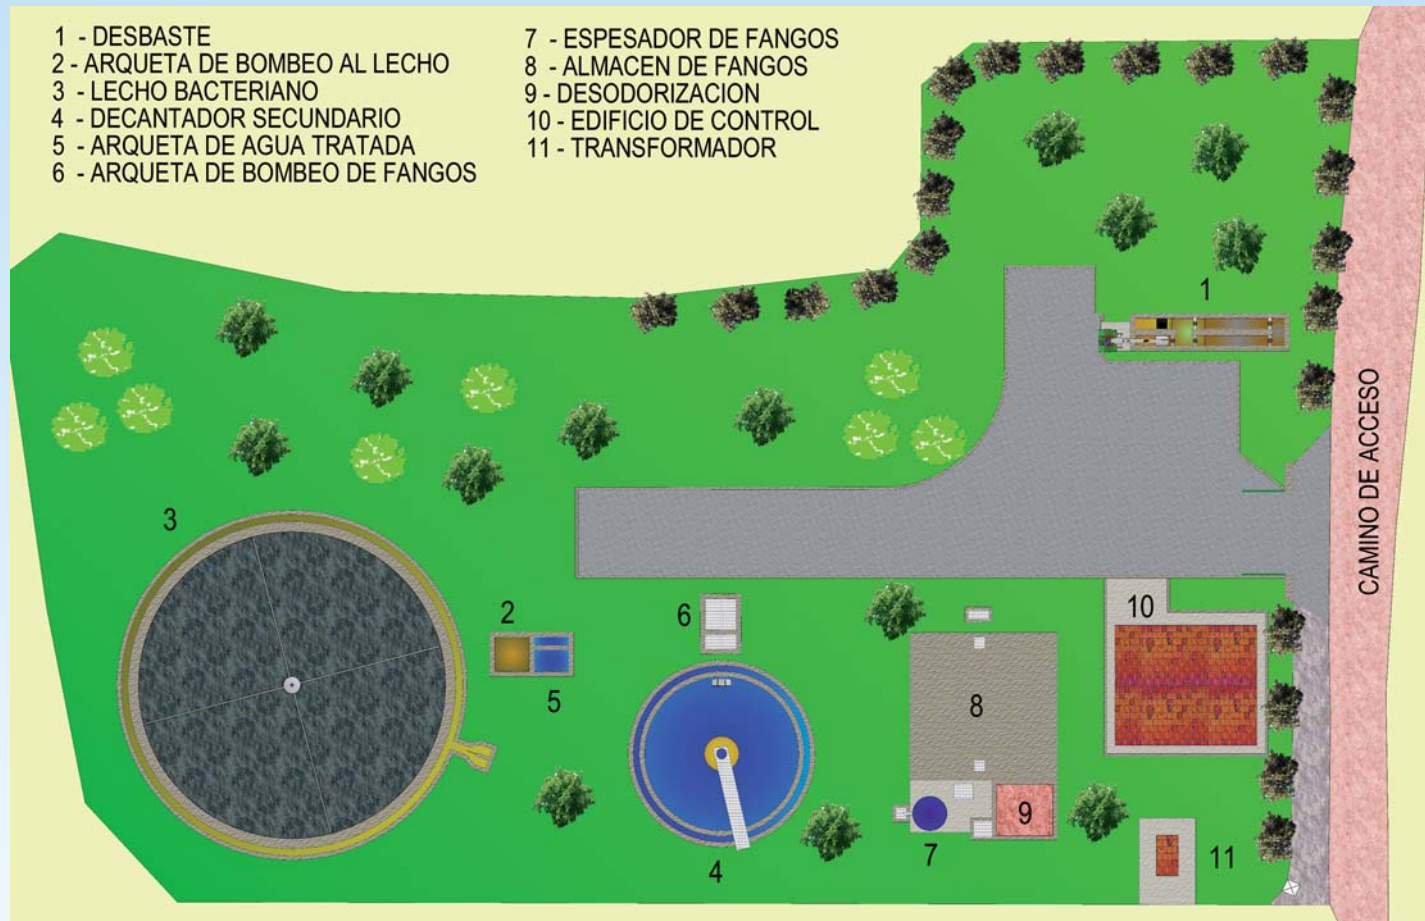 1 - DESBASTE
2 - ARQUETA DE BOMBEO AL LECHO
3 - LECHO BACTERIANO
4 - DECANTADOR SECUNDARIO
5 - ARQUETA DE AGUA TRATADA
6 - ARQUETA DE BOMBEO DE FANGOS
7 - ESPESADOR DE FANGOS
8 - ALMACEN DE FANGOS
9 - DESODORIZACION
10 - EDIFICIO DE CONTROL
11 - TRANSFORMADOR
1
CAMINO DE ACCESO
3
2
6
10
5
8
9
4
7
11